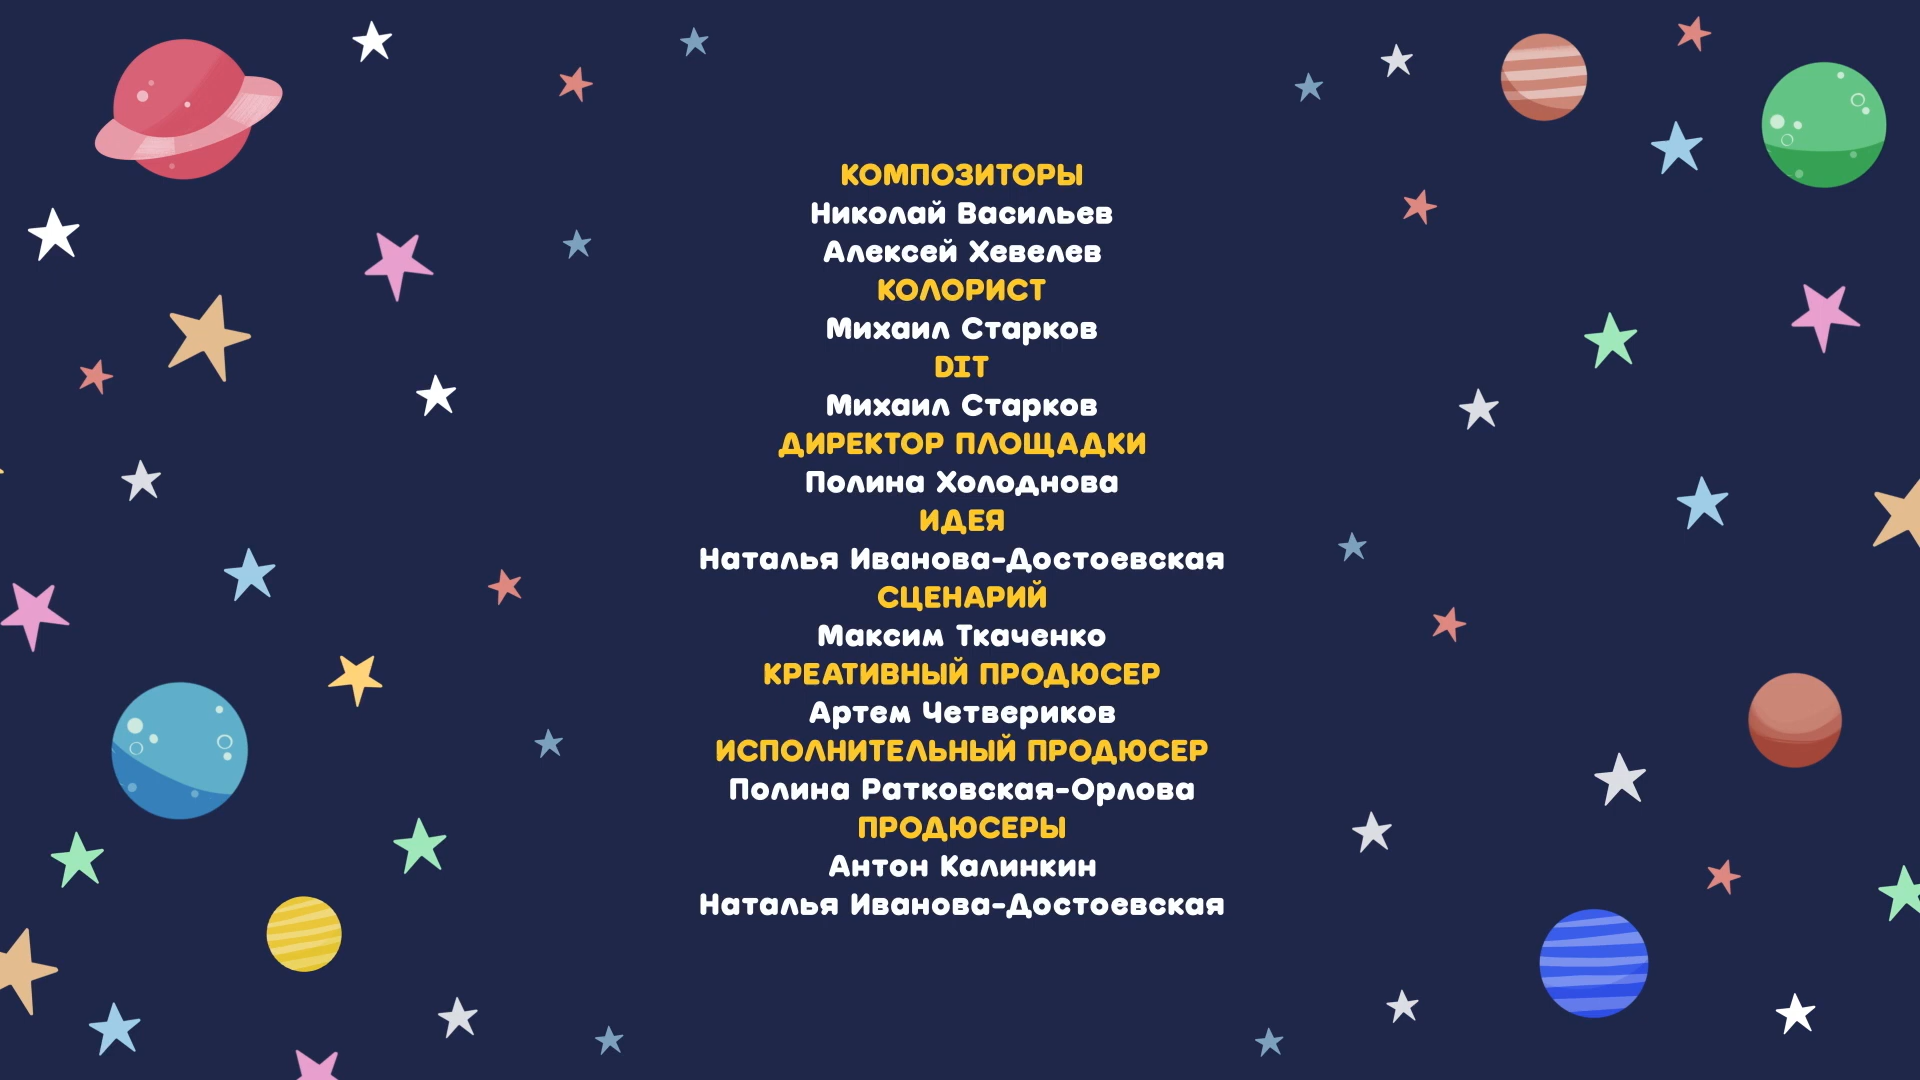 КОМПОЗИТОРЫ
Николай Васильев
Алексей Хевелев
КОЛОРИСТ
Михаил Старков
DIT
Михаил Старков
ДИРЕКТОР ПЛОЩАДКИ
Полина Холоднова
ИДЕЯ
Наталья Иванова-Достоевская
СЦЕНАРИЙ
Максим Ткаченко
КРЕАТИВНЫЙ ПРОДЮСЕР
Артем Четвериков
ИСПОЛНИТЕЛЬНЫЙ ПРОДЮСЕР
Полина Ратковская-Орлова
ПРОДЮСЕРЫ
Антон Калинкин
Наталья Иванова-Достоевская